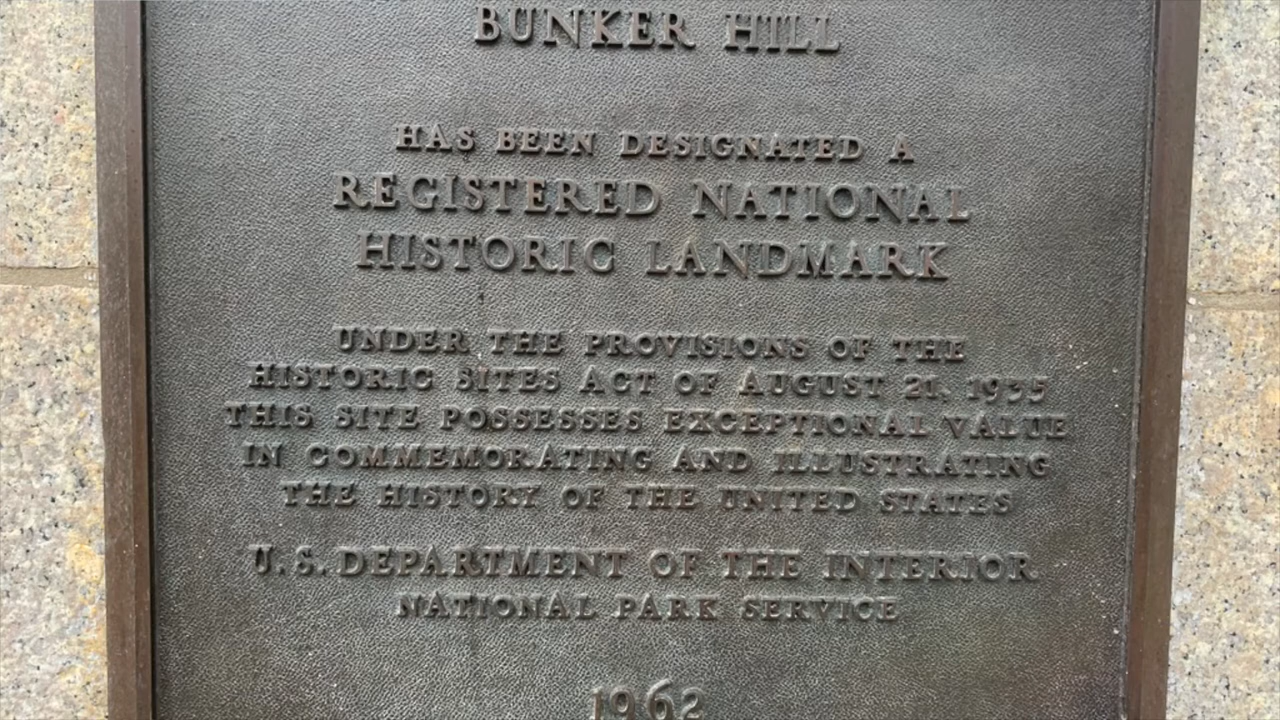 BUNKER HILL
HAS BEEN DESIGNATED A
REGISTERED NATIONAL
HISTORIC LANDMARK
UNDER THE PROVISIONS OF THE
HISTORIC SITES ACT OF AUGUST 21, 1935
THIS SITE POSSESSES EXCEPTIONAL VALUE
IN COMMEMORATING AND ILLUSTRATING
THE HISTORY OF THE UNITED STATES
U.S. DEPARTMENT OF THE INTERIOR
NATIONAL PARK SERVICE
1962